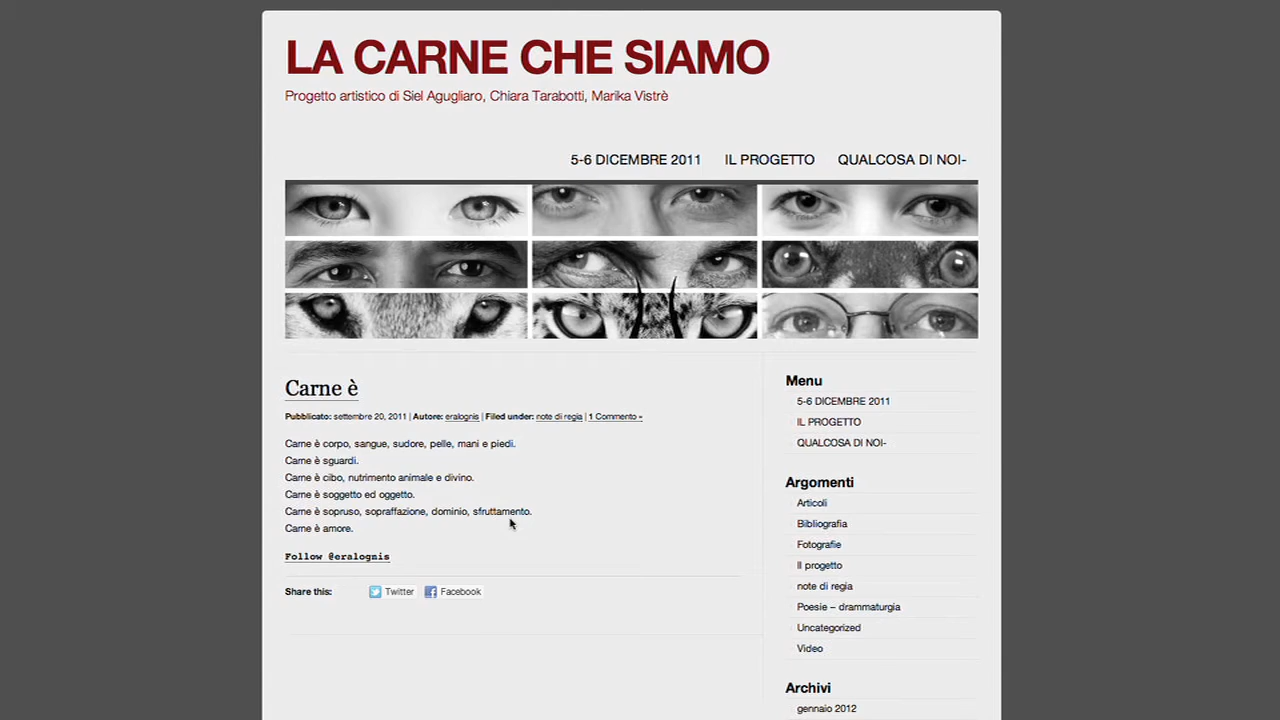 LA CARNE CHE SIAMO
Progetto artistico di Siel Agugliaro, Chiara Tarabotti, Marika Vistrè
5-6 DICEMBRE 2011 IL PROGETTO QUALCOSA DI NOI-
Carne è
Pubblicato: settembre 20, 2011 | Autore: eralognis | Filed under: note di regia | 1 Commento »
Carne è corpo, sangue, sudore, pelle, mani e piedi.
Carne è sguardi.
Carne è cibo, nutrimento animale e divino.
Carne è soggetto ed oggetto.
Carne è sopruso, sopraffazione, dominio, sfruttamento.
Carne è amore.
Follow @eralognis
Share this: Twitter Facebook
Menu
5-6 DICEMBRE 2011
IL PROGETTO
QUALCOSA DI NOI-
Argomenti
Articoli
Bibliografia
Fotografie
Il progetto
note di regia
Poesie – drammaturgia
Uncategorized
Video
Archivi
gennaio 2012